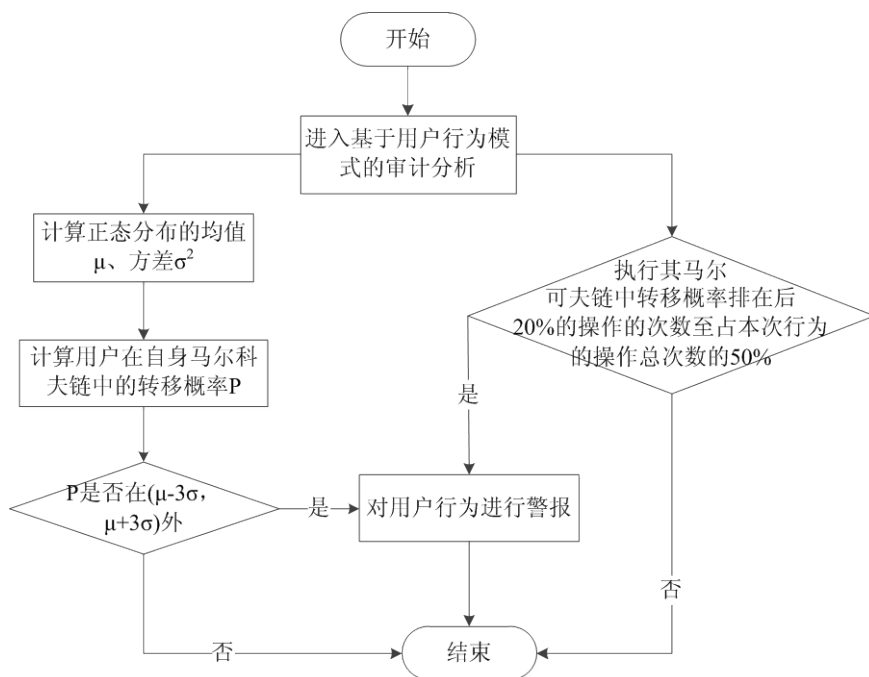 开始
进入基于用户行为模
式的审计分析
计算正态分布的均值
μ、方差σ²
计算用户在自身马尔科
夫链中的转移概率P
P是否在(μ-3σ，
μ+3σ)外
是
否
执行其马尔
可夫链中转移概率排在后
20%的操作的次数至占本次行为
的操作总次数的50%
是
否
对用户行为进行警报
结束